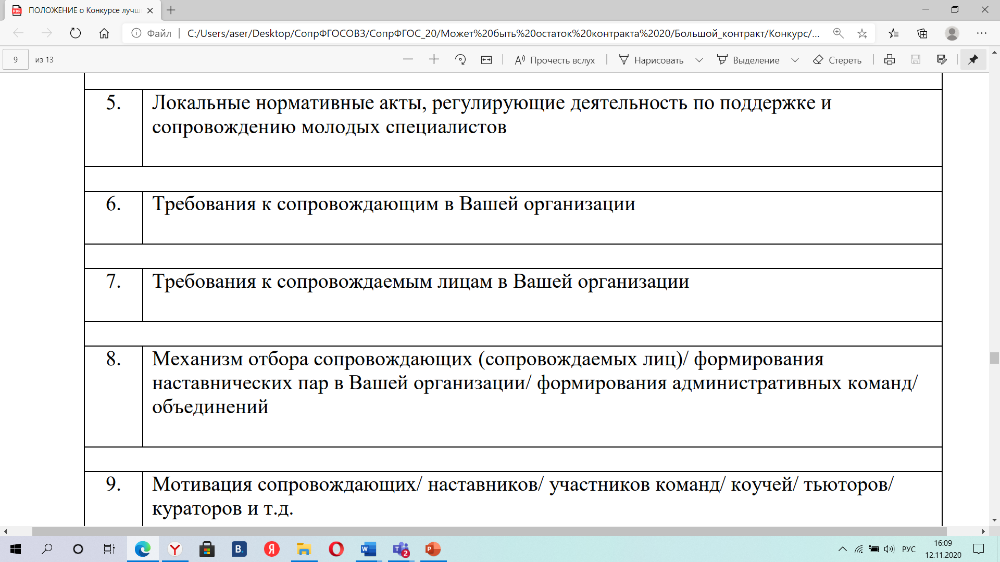 ПОЛОЖЕНИЕ о Конкурсе лучш
Файл
C:/Users/aser/Desktop/СопрФГОСОВЗ/СопрФГОС_20/Может%20быть%20остаток%20контракта%2020/Большой_контракт/Конкурс/...
9 из 13
Прочесть вслух
Нарисовать
Выделение
Стереть
5. Локальные нормативные акты, регулирующие деятельность по поддержке и
сопровождению молодых специалистов
6. Требования к сопровождающим в Вашей организации
7. Требования к сопровождаемым лицам в Вашей организации
8. Механизм отбора сопровождающих (сопровождаемых лиц)/ формирования
наставнических пар в Вашей организации/ формирования административных команд/
объединений
9. Мотивация сопровождающих/ наставников/ участников команд/ коучей/ тьюторов/
кураторов и т.д.
РУС
16:09
12.11.2020